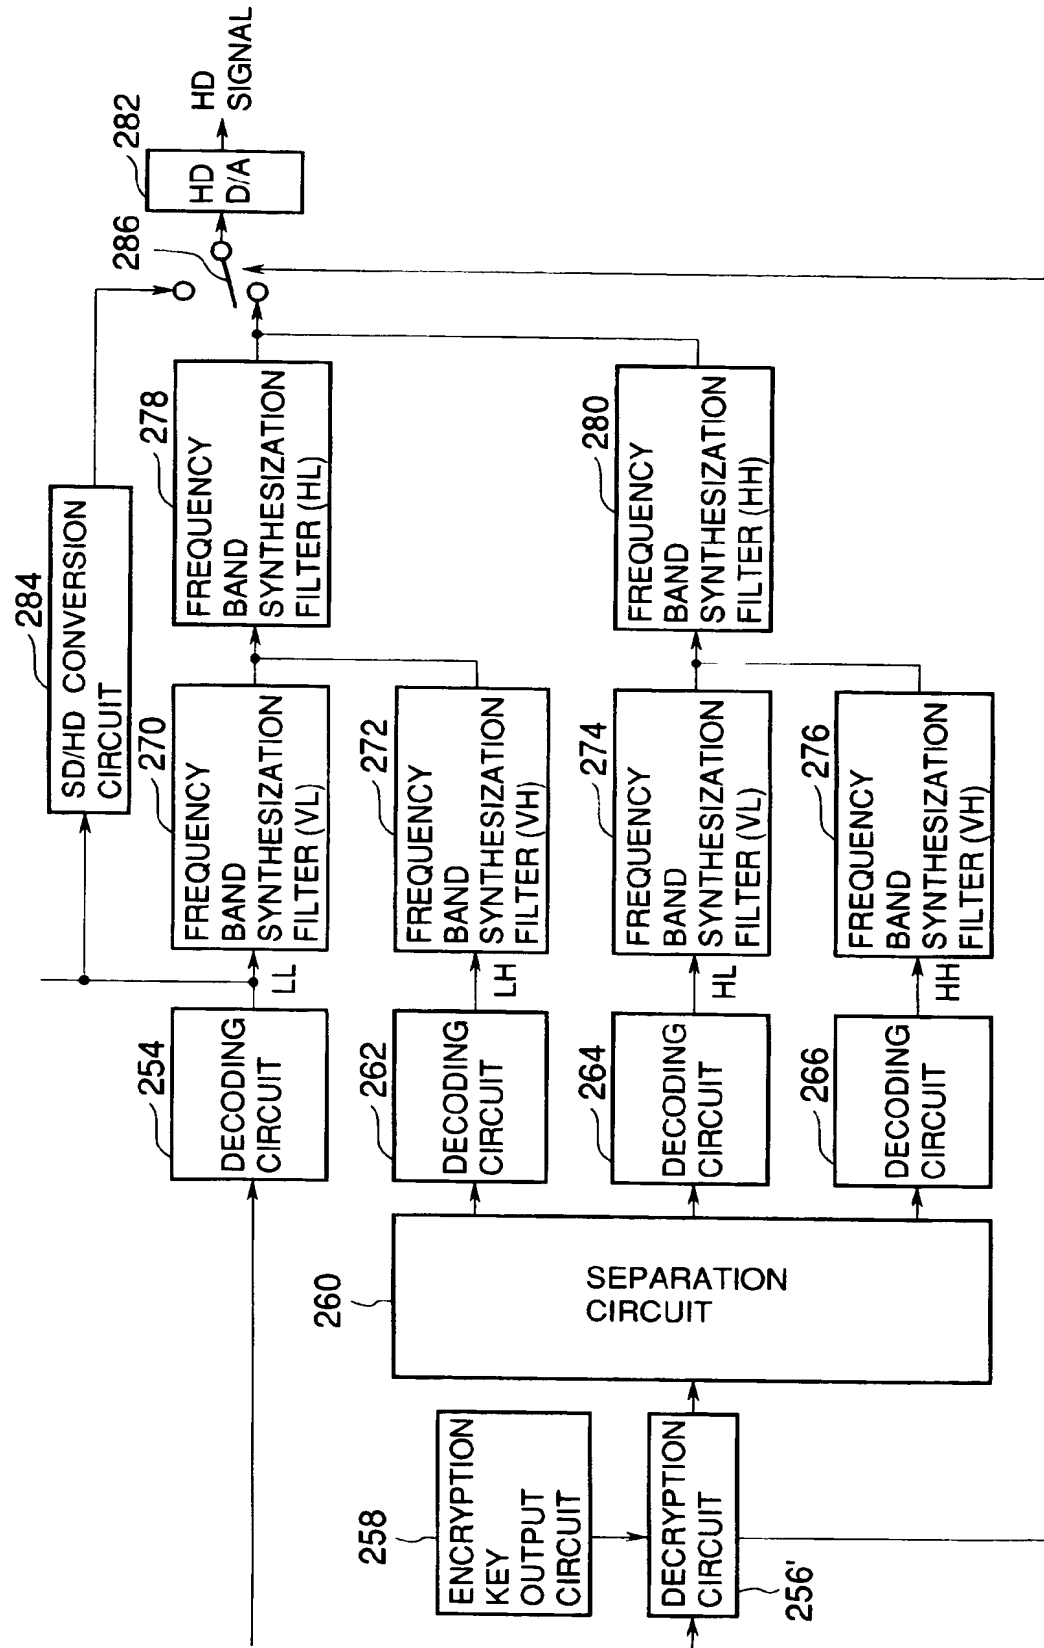 284
SD/HD CONVERSION
CIRCUIT
286
282
HD
D/A
HD
SIGNAL
254
DECODING
CIRCUIT
LL
270
FREQUENCY
BAND
SYNTHESIZATION
FILTER (VL)
278
FREQUENCY
BAND
SYNTHESIZATION
FILTER (HL)
260
SEPARATION
CIRCUIT
262
DECODING
CIRCUIT
LH
272
FREQUENCY
BAND
SYNTHESIZATION
FILTER (VH)
258
ENCRYPTION
KEY
OUTPUT
CIRCUIT
264
DECODING
CIRCUIT
HL
274
FREQUENCY
BAND
SYNTHESIZATION
FILTER (VL)
280
FREQUENCY
BAND
SYNTHESIZATION
FILTER (HH)
DECRYPTION
CIRCUIT
256'
266
DECODING
CIRCUIT
HH
276
FREQUENCY
BAND
SYNTHESIZATION
FILTER (VH)